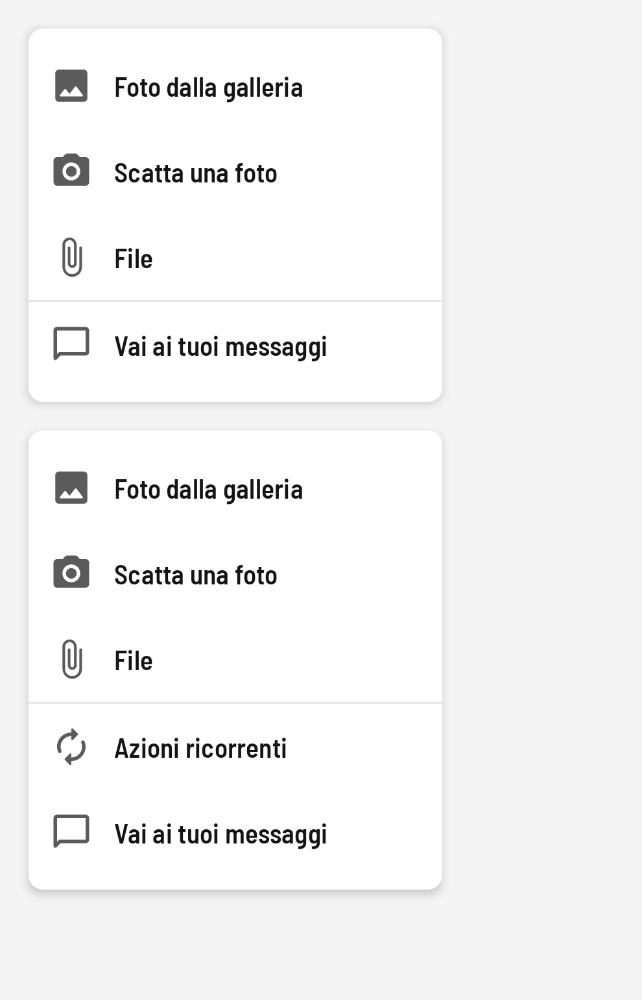 Foto dalla galleria
Scatta una foto
File
Vai ai tuoi messaggi
Foto dalla galleria
Scatta una foto
File
Azioni ricorrenti
Vai ai tuoi messaggi